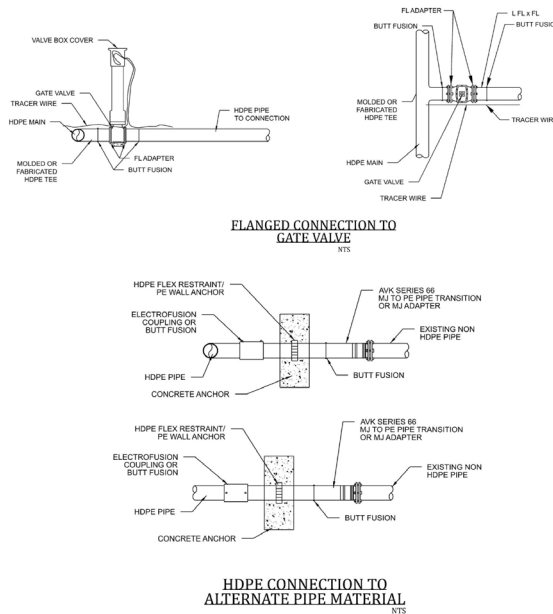 VALVE BOX COVER
GATE VALVE
TRACER WIRE
HDPE MAIN
MOLDED OR
FABRICATED
HDPE TEE
FL ADAPTER
BUTT FUSION
HDPE PIPE
TO CONNECTION
FL ADAPTER
BUTT FUSION
L FL x FL
BUTT FUSI
MOLDED OR
FABRICATED
HDPE TEE
TRACER WIR
HDPE MAIN
GATE VALVE
TRACER WIRE
FLANGED CONNECTION TO
GATE VALVE
NTS
HDPE FLEX RESTRAINT/
PE WALL ANCHOR
AVK SERIES 66
MJ TO PE PIPE TRANSITION
OR MJ ADAPTER
ELECTROFUSION
COUPLING OR
BUTT FUSION
EXISTING NON
HDPE PIPE
HDPE PIPE
BUTT FUSION
CONCRETE ANCHOR
HDPE FLEX RESTRAINT/
PE WALL ANCHOR
AVK SERIES 66
MJ TO PE PIPE TRANSITION
OR MJ ADAPTER
ELECTROFUSION
COUPLING OR
BUTT FUSION
EXISTING NON
HDPE PIPE
HDPE PIPE
BUTT FUSION
CONCRETE ANCHOR
HDPE CONNECTION TO
ALTERNATE PIPE MATERIAL
NTS